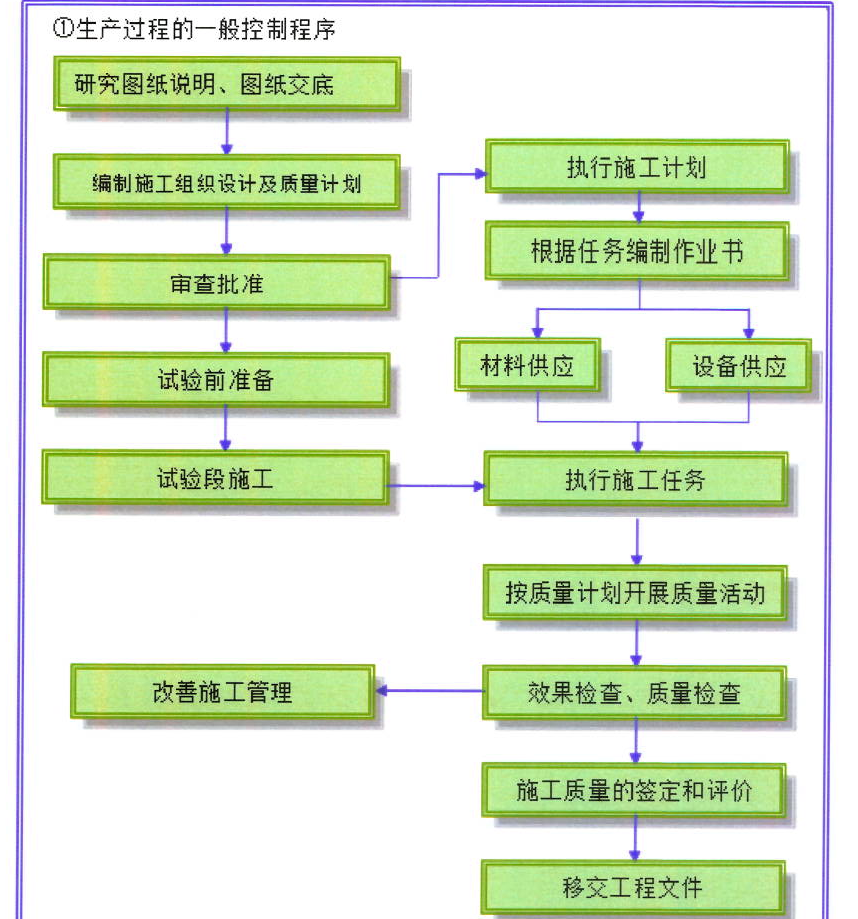 ①生产过程的一般控制程序
研究图纸说明、图纸交底
编制施工组织设计及质量计划
审查批准
试验前准备
试验段施工
执行施工计划
根据任务编制作业书
材料供应
设备供应
执行施工任务
按质量计划开展质量活动
效果检查、质量检查
改善施工管理
施工质量的签定和评价
移交工程文件